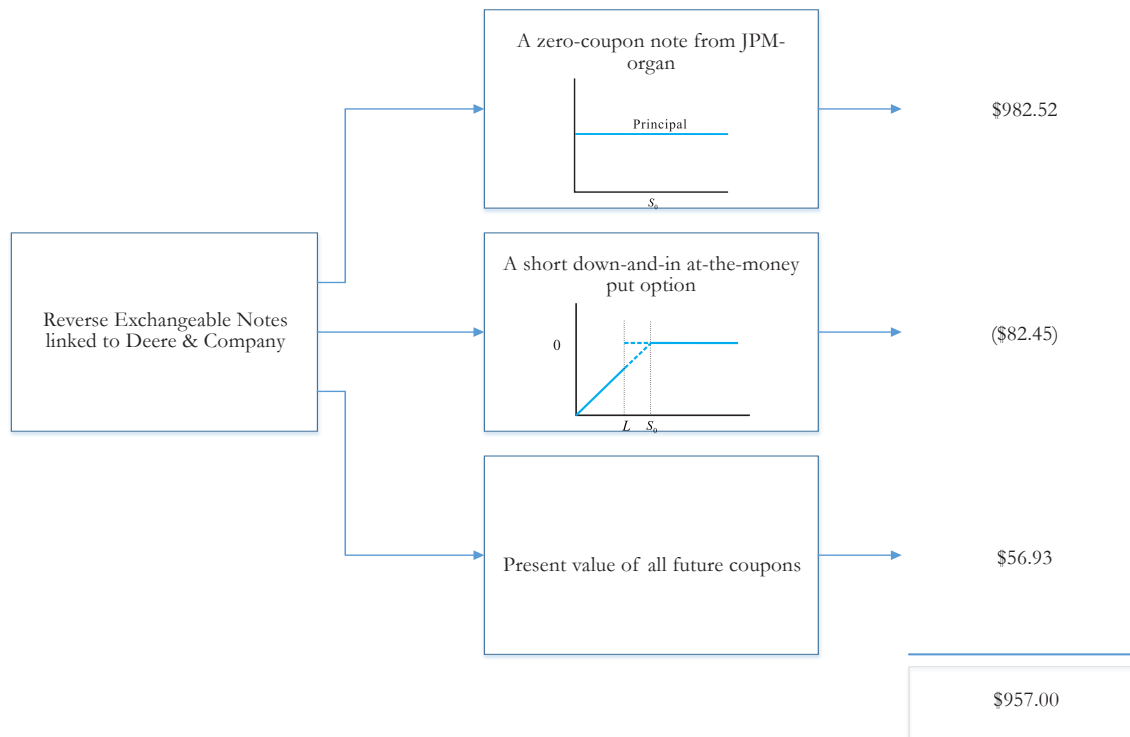 A zero-coupon note from JPM-
organ
Principal
S₀
$982.52
Reverse Exchangeable Notes
linked to Deere & Company
A short down-and-in at-the-money
put option
0
L S₀
($82.45)
Present value of all future coupons
$56.93
$957.00